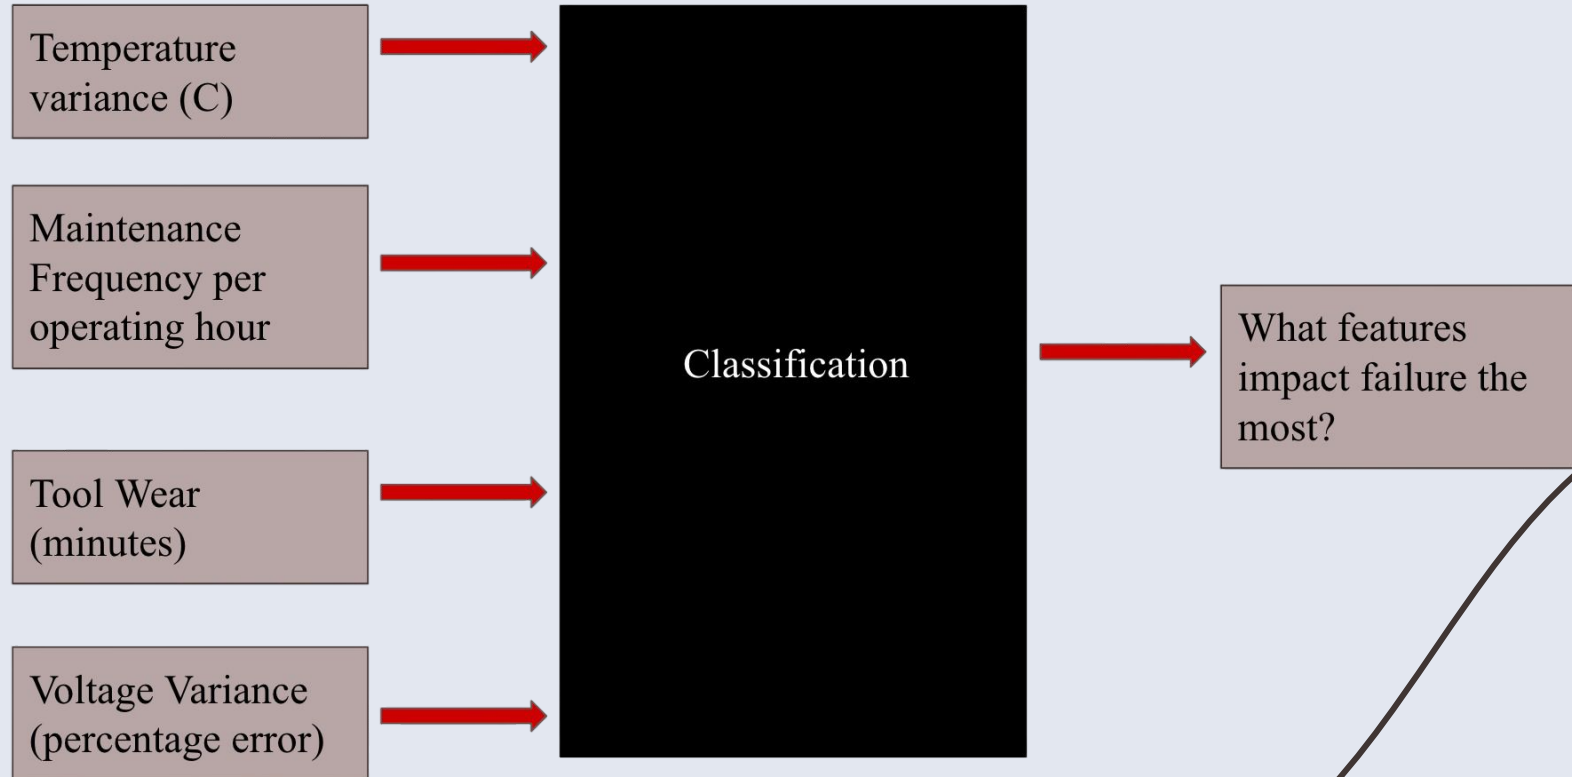 Temperature
variance (C)
Maintenance
Frequency per
operating hour
Tool Wear
(minutes)
Voltage Variance
(percentage error)
Classification
What features
impact failure the
most?